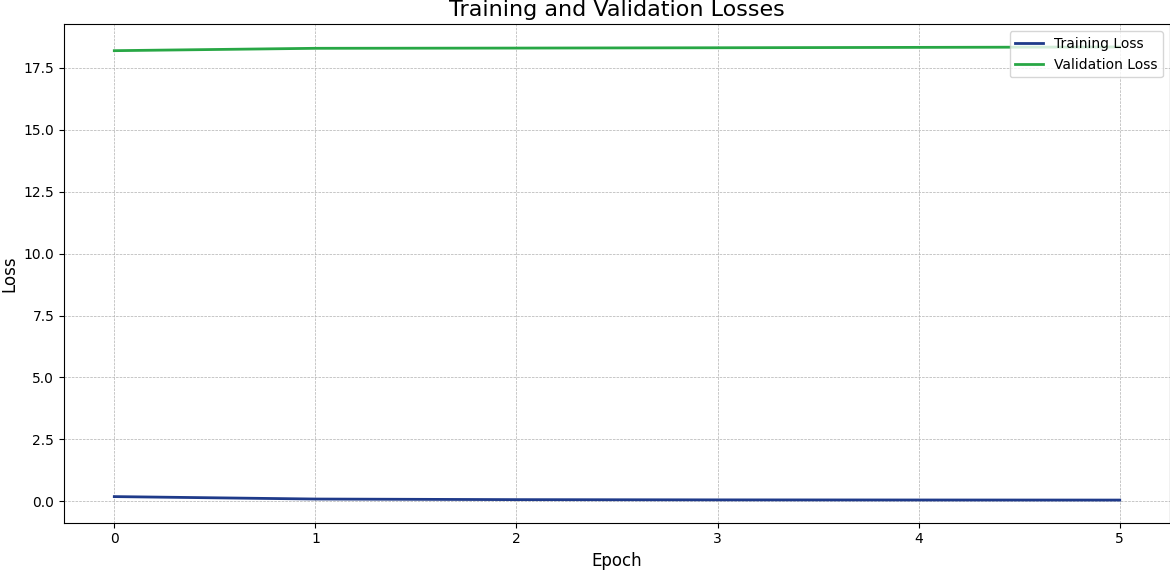 Training and Validation Losses
Training Loss
Validation Loss
Loss
17.5
15.0
12.5
10.0
7.5
5.0
2.5
0.0
0 1 2 3 4 5
Epoch